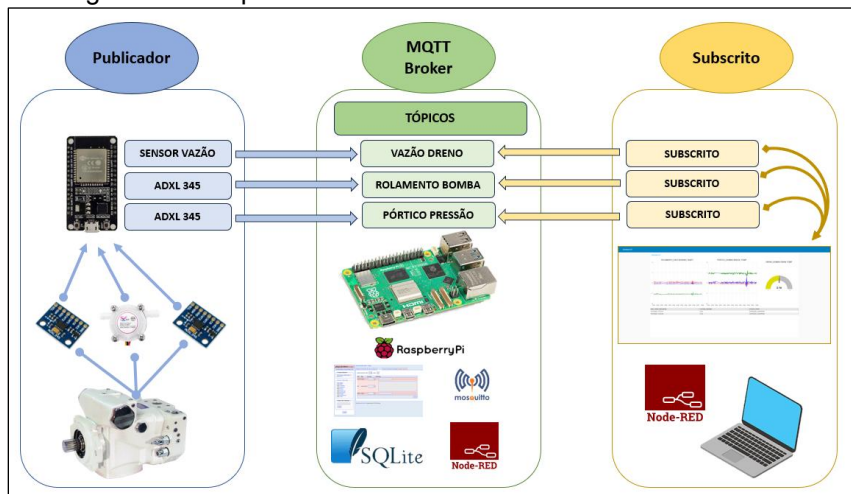 Publicador
MQTT
Broker
Subscrito
TÓPICOS
SENSOR VAZÃO
VAZÃO DRENO
SUBSCRITO
ADXL 345
ROLAMENTO BOMBA
SUBSCRITO
ADXL 345
PÓRTICO PRESSÃO
SUBSCRITO
HDMI
RaspberryPi
mosquitto
Node-RED
SQLite
Node-RED